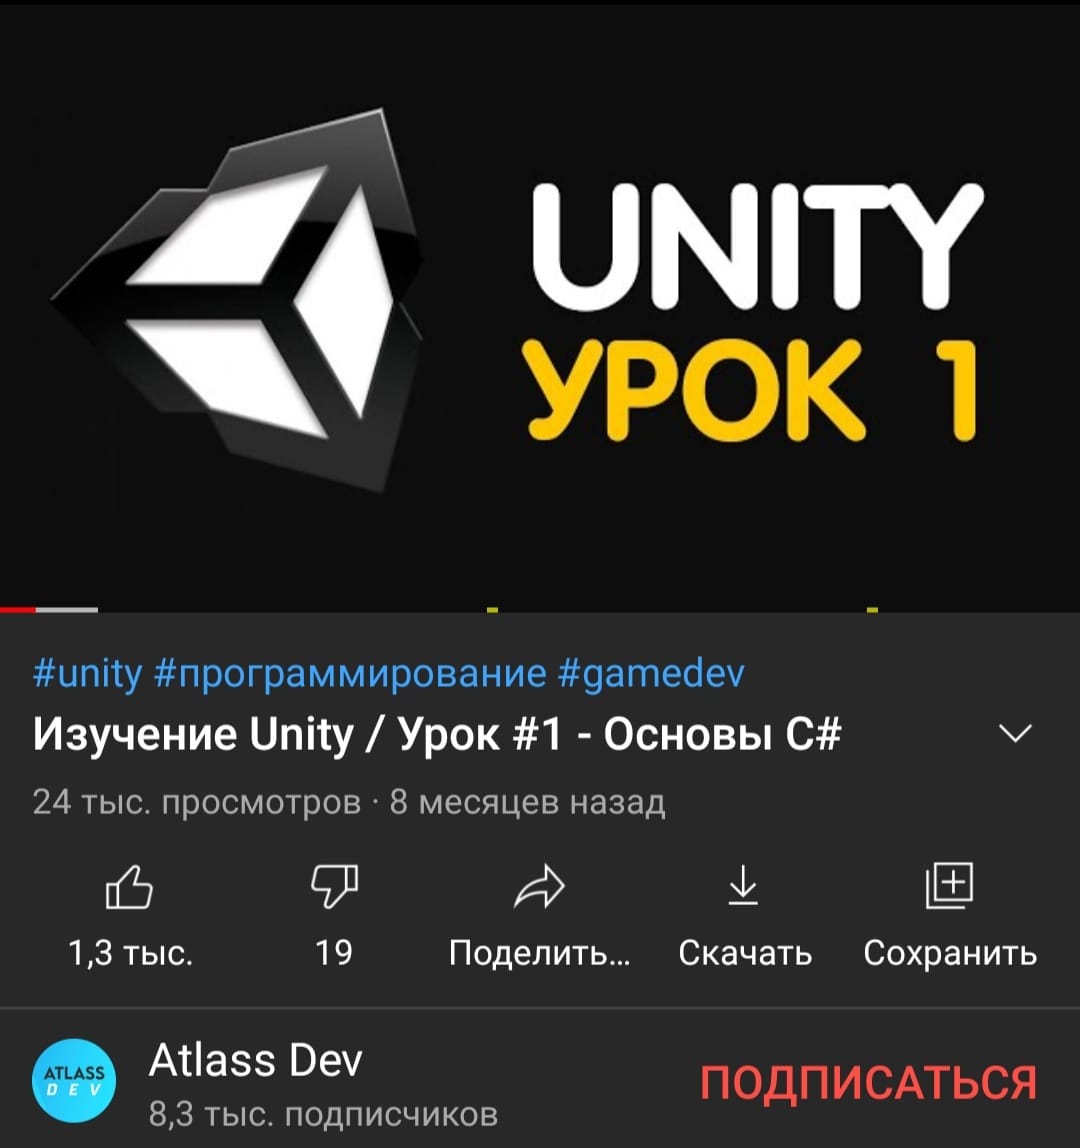 UNITY
УРОК 1
#unity #программирование #gamedev
Изучение Unity / Урок #1 - Основы C#
24 тыс. просмотров · 8 месяцев назад
1,3 тыс. 19 Поделить... Скачать Сохранить
ATLASS
DEV
Atlass Dev
8,3 тыс. подписчиков
ПОДПИСАТЬСЯ